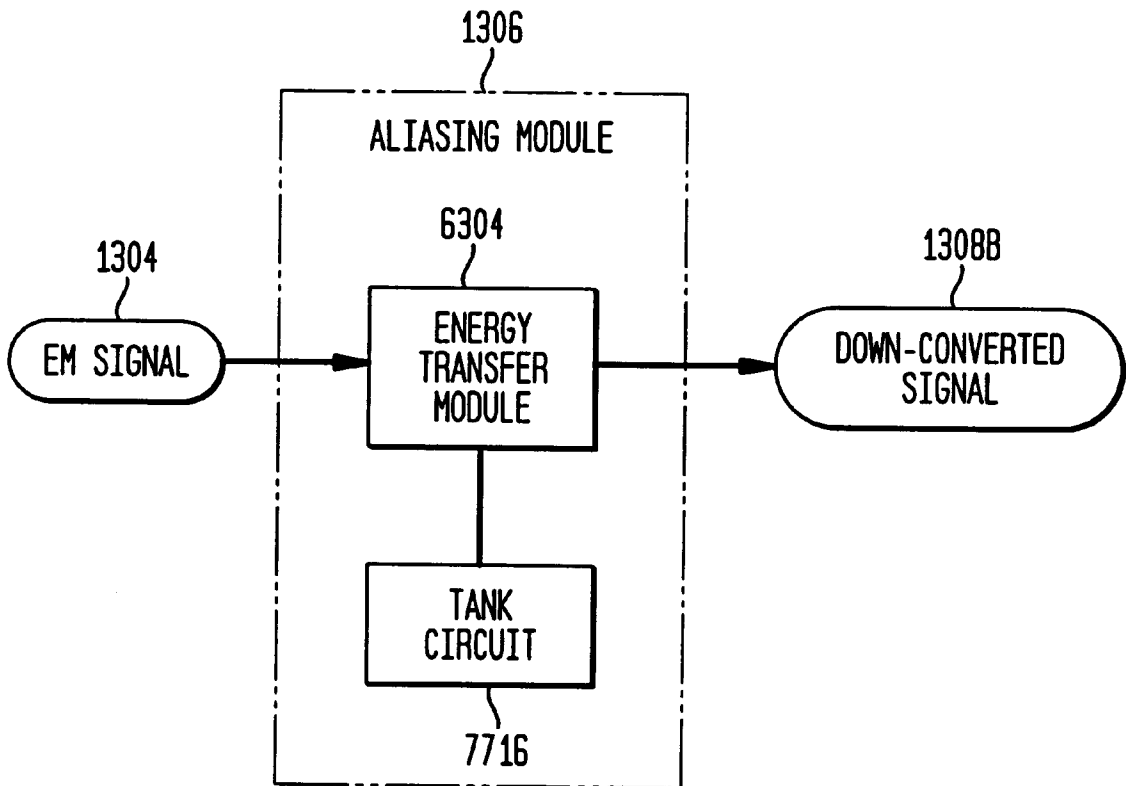 1306
ALIASING MODULE
6304
1304
1308B
EM SIGNAL
ENERGY
TRANSFER
MODULE
DOWN-CONVERTED
SIGNAL
TANK
CIRCUIT
7716